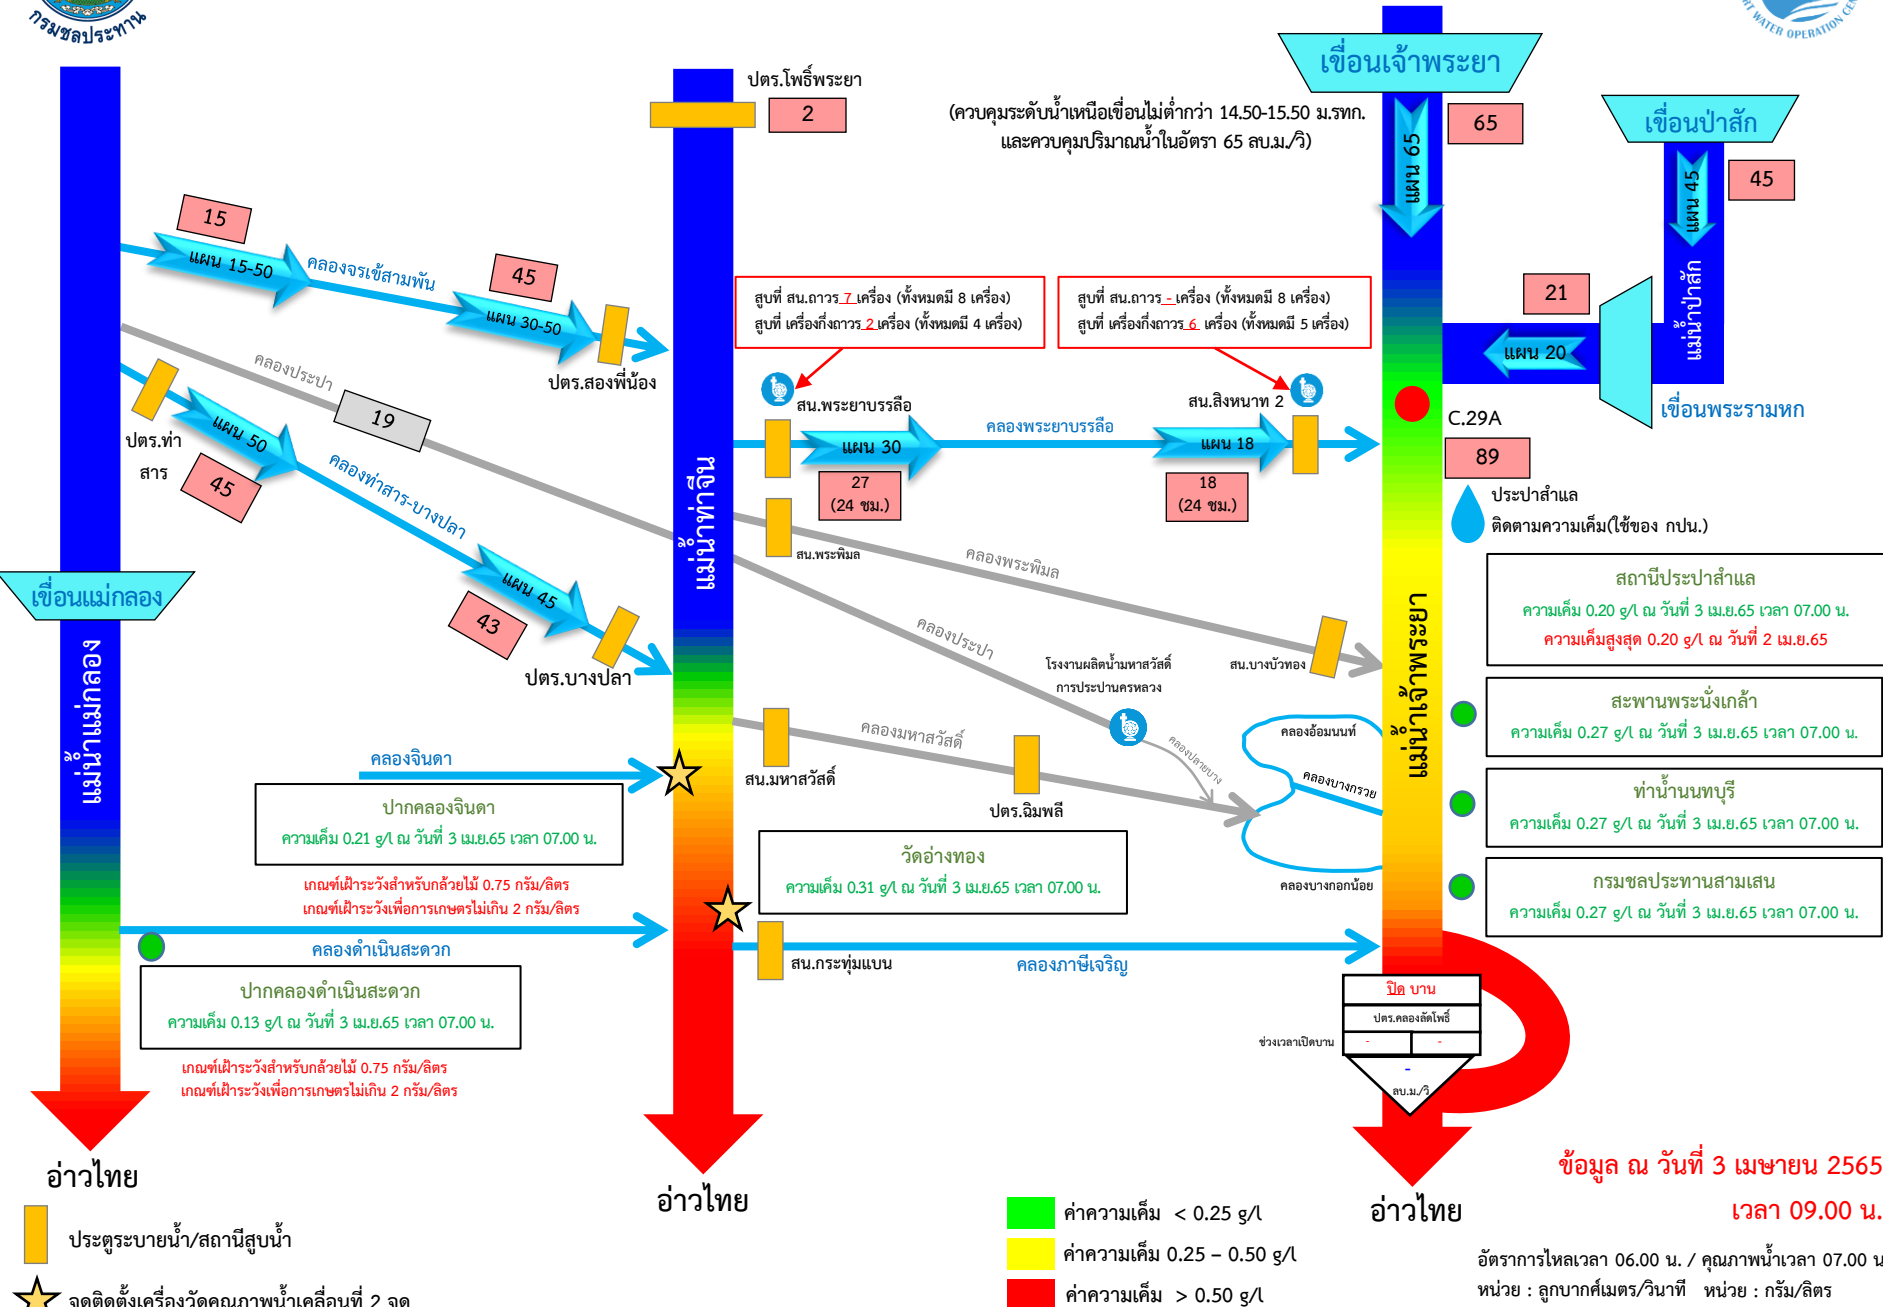 กรมชลประทาน
WATER OPERATION
เขื่อนเจ้าพระยา
ปตร.โพธิ์พระยา
2
(ควบคุมระดับน้ำเหนือเขื่อนไม่ต่ำกว่า 14.50-15.50 ม.รทก.
และควบคุมปริมาณน้ำในอัตรา 65 ลบ.ม./วิ)
65
แผน 65
เขื่อนป่าสัก
แผน 45
45
แม่น้ำป่าสัก
15
แผน 15-50
คลองจรเข้สามพัน
45
แผน 30-50
ปตร.สองพี่น้อง
สูบที่ สน.ถาวร 7 เครื่อง (ทั้งหมดมี 8 เครื่อง)
สูบที่ เครื่องกึ่งถาวร 2 เครื่อง (ทั้งหมดมี 4 เครื่อง)
สูบที่ สน.ถาวร - เครื่อง (ทั้งหมดมี 8 เครื่อง)
สูบที่ เครื่องกึ่งถาวร 6 เครื่อง (ทั้งหมดมี 5 เครื่อง)
21
แผน 20
เขื่อนพระรามหก
คลองประปา
19
ปตร.ท่า
สาร
แผน 50
45
คลองท่าสาร-บางปลา
แผน 45
43
ปตร.บางปลา
สน.พระยาบรรลือ
แผน 30
27
(24 ชม.)
คลองพระยาบรรลือ
สน.สิงหนาท 2
แผน 18
18
(24 ชม.)
C.29A
89
ประปาสำแล
ติดตามความเค็ม(ใช้ของ กปน.)
แม่น้ำท่าจีน
สน.พระพิมล
คลองพระพิมล
คลองประปา
สน.บางบัวทอง
โรงงานผลิตน้ำมหาสวัสดิ์
การประปานครหลวง
แม่น้ำเจ้าพระยา
สถานีประปาสำแล
ความเค็ม 0.20 g/l ณ วันที่ 3 เม.ย.65 เวลา 07.00 น.
ความเค็มสูงสุด 0.20 g/l ณ วันที่ 2 เม.ย.65
เขื่อนแม่กลอง
แม่น้ำแม่กลอง
สะพานพระนั่งเกล้า
ความเค็ม 0.27 g/l ณ วันที่ 3 เม.ย.65 เวลา 07.00 น.
คลองจินดา
สน.มหาสวัสดิ์
คลองมหาสวัสดิ์
ปตร.ฉิมพลี
คลองปลายบาง
คลองอ้อมนนท์
คลองบางกรวย
คลองบางกอกน้อย
ท่าน้ำนนทบุรี
ความเค็ม 0.27 g/l ณ วันที่ 3 เม.ย.65 เวลา 07.00 น.
ปากคลองจินดา
ความเค็ม 0.21 g/l ณ วันที่ 3 เม.ย.65 เวลา 07.00 น.
เกณฑ์เฝ้าระวังสำหรับกล้วยไม้ 0.75 กรัม/ลิตร
เกณฑ์เฝ้าระวังเพื่อการเกษตรไม่เกิน 2 กรัม/ลิตร
วัดอ่างทอง
ความเค็ม 0.31 g/l ณ วันที่ 3 เม.ย.65 เวลา 07.00 น.
กรมชลประทานสามเสน
ความเค็ม 0.27 g/l ณ วันที่ 3 เม.ย.65 เวลา 07.00 น.
คลองดำเนินสะดวก
สน.กระทุ่มแบน
คลองภาษีเจริญ
ปากคลองดำเนินสะดวก
ความเค็ม 0.13 g/l ณ วันที่ 3 เม.ย.65 เวลา 07.00 น.
เกณฑ์เฝ้าระวังสำหรับกล้วยไม้ 0.75 กรัม/ลิตร
เกณฑ์เฝ้าระวังเพื่อการเกษตรไม่เกิน 2 กรัม/ลิตร
ปิด บาน
ปตร.คลองลัดโพธิ์
ช่วงเวลาเปิดบาน - -
-
ลบ.ม./วิ
อ่าวไทย
อ่าวไทย
อ่าวไทย
ข้อมูล ณ วันที่ 3 เมษายน 2565
เวลา 09.00 น.
ประตูระบายน้ำ/สถานีสูบน้ำ
จุดติดตั้งเครื่องวัดคุณภาพน้ำเคลื่อนที่ 2 จุด
ค่าความเค็ม < 0.25 g/l
ค่าความเค็ม 0.25 – 0.50 g/l
ค่าความเค็ม > 0.50 g/l
อัตราการไหลเวลา 06.00 น. / คุณภาพน้ำเวลา 07.00 น
หน่วย : ลูกบาศก์เมตร/วินาที หน่วย : กรัม/ลิตร